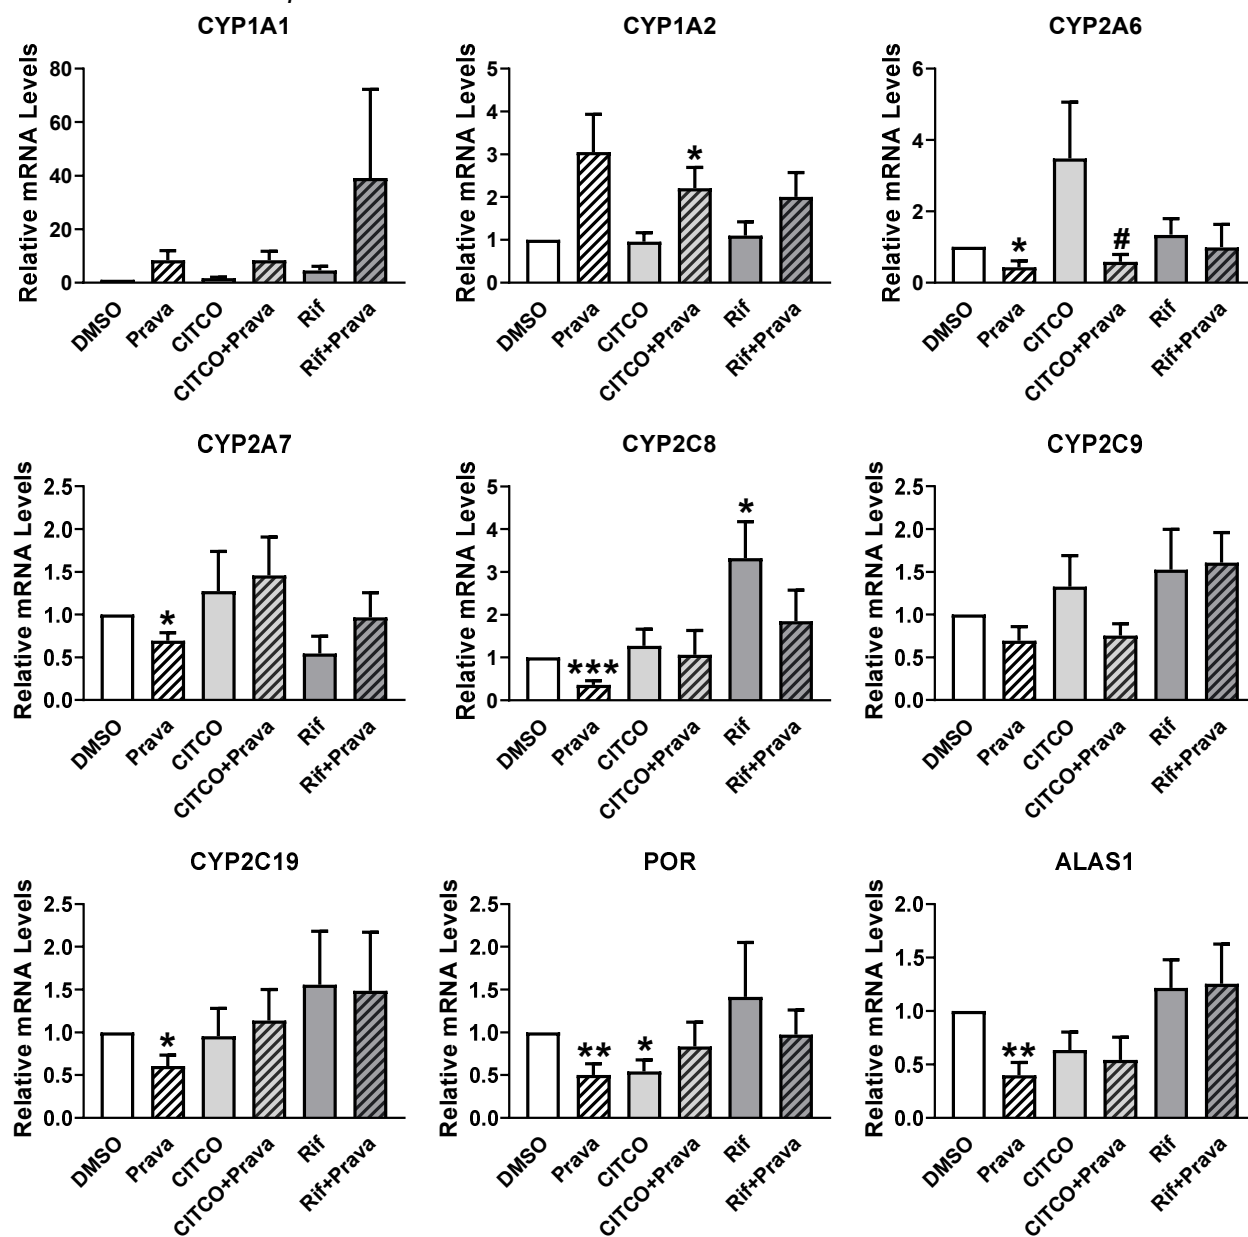 CYP1A1
Relative mRNA Levels
80
60
40
20
0
DMSO
Prava
CITCO
CITCO+Prava
Rif
Rif+Prava
CYP1A2
Relative mRNA Levels
5
4
3
2
1
0
*
DMSO
Prava
CITCO
CITCO+Prava
Rif
Rif+Prava
CYP2A6
Relative mRNA Levels
6
4
2
0
*
#
DMSO
Prava
CITCO
CITCO+Prava
Rif
Rif+Prava
CYP2A7
Relative mRNA Levels
2.5
2.0
1.5
1.0
0.5
0.0
*
DMSO
Prava
CITCO
CITCO+Prava
Rif
Rif+Prava
CYP2C8
Relative mRNA Levels
5
4
3
2
1
0
***
*
DMSO
Prava
CITCO
CITCO+Prava
Rif
Rif+Prava
CYP2C9
Relative mRNA Levels
2.5
2.0
1.5
1.0
0.5
0.0
DMSO
Prava
CITCO
CITCO+Prava
Rif
Rif+Prava
CYP2C19
Relative mRNA Levels
2.5
2.0
1.5
1.0
0.5
0.0
*
DMSO
Prava
CITCO
CITCO+Prava
Rif
Rif+Prava
POR
Relative mRNA Levels
2.5
2.0
1.5
1.0
0.5
0.0
**
*
DMSO
Prava
CITCO
CITCO+Prava
Rif
Rif+Prava
ALAS1
Relative mRNA Levels
2.0
1.5
1.0
0.5
0.0
**
DMSO
Prava
CITCO
CITCO+Prava
Rif
Rif+Prava